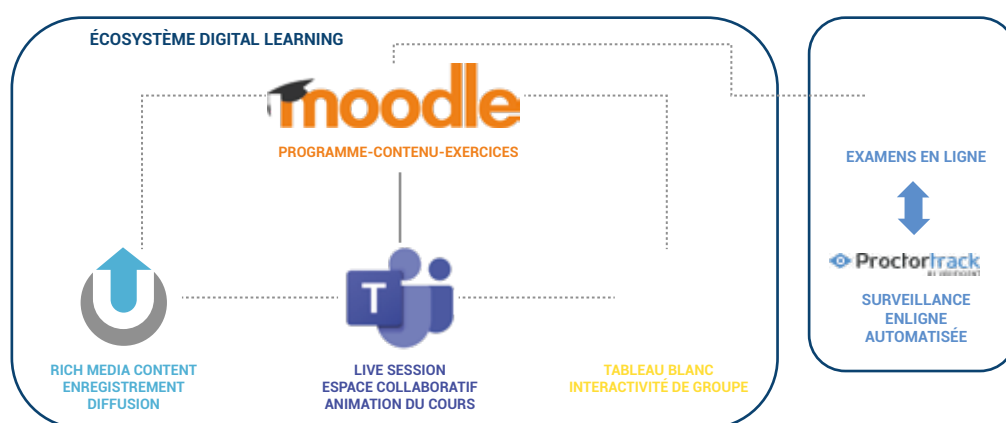 ÉCOSYSTÈME DIGITAL LEARNING
moodle
PROGRAMME-CONTENU-EXERCICES
EXAMENS EN LIGNE
Proctortrack
SURVEILLANCE
ENLIGNE
AUTOMATISÉE
T
RICH MEDIA CONTENT
ENREGISTREMENT
DIFFUSION
LIVE SESSION
ESPACE COLLABORATIF
ANIMATION DU COURS
TABLEAU BLANC
INTERACTIVITÉ DE GROUPE